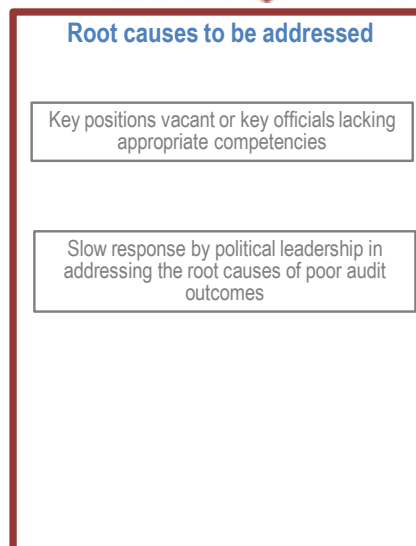 Root causes to be addressed
Key positions vacant or key officials lacking
appropriate competencies
Slow response by political leadership in
addressing the root causes of poor audit
outcomes